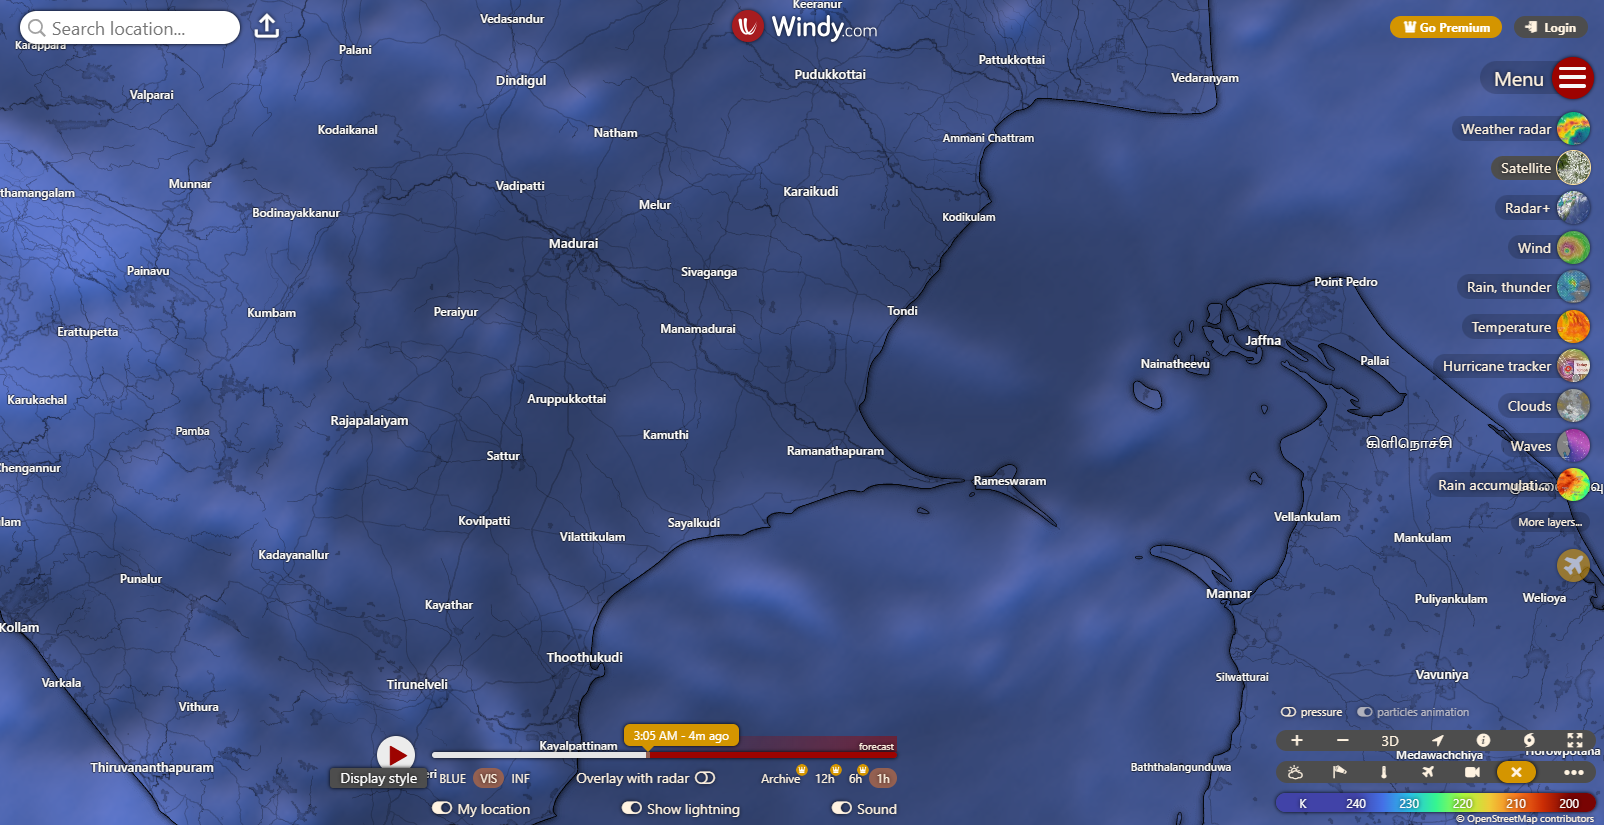 Search location...
Windy.com
Go Premium
Login
Menu
Weather radar
Satellite
Radar+
Wind
Rain, thunder
Temperature
Hurricane tracker
Clouds
Waves
More layers...
Keeranur
Vedasandur
Karappara
Palani
Pattukkottai
Pudukkottai
Vedaranyam
Dindigul
Valparai
Kodaikanal
Natham
Ammani Chattram
Munnar
Vadipatti
thamangalam
Karaikudi
Melur
Bodinayakkanur
Kodikulam
Madurai
Painavu
Sivaganga
Point Pedro
Kumbam
Peraiyur
Tondi
Erattupetta
Manamadurai
Jaffna
Nainatheevu
Pallai
Karukachal
Aruppukkottai
Rajapalaiyam
Pamba
Kamuthi
கிளிநொச்சி
Ramanathapuram
Sattur
Chengannur
Rameswaram
Rain accumulati
Vellankulam
lam
Kovilpatti
Sayalkudi
Vilattikulam
Mankulam
Kadayanallur
Punalur
Mannar
Welioya
Puliyankulam
Kayathar
Kollam
Thoothukudi
Vavuniya
Silwatturai
Varkala
Tirunelveli
Vithura
Kayalpattinam
Thiruvananthapuram
Baththalangunduwa
Medawachchiya
Horowpotana
3:05 AM - 4m ago
forecast
Display style
eri
BLUE
VIS
INF
Overlay with radar
Archive
12h
6h
1h
My location
Show lightning
Sound
pressure
particles animation
3D
K 240 230 220 210 200
© OpenStreetMap contributors